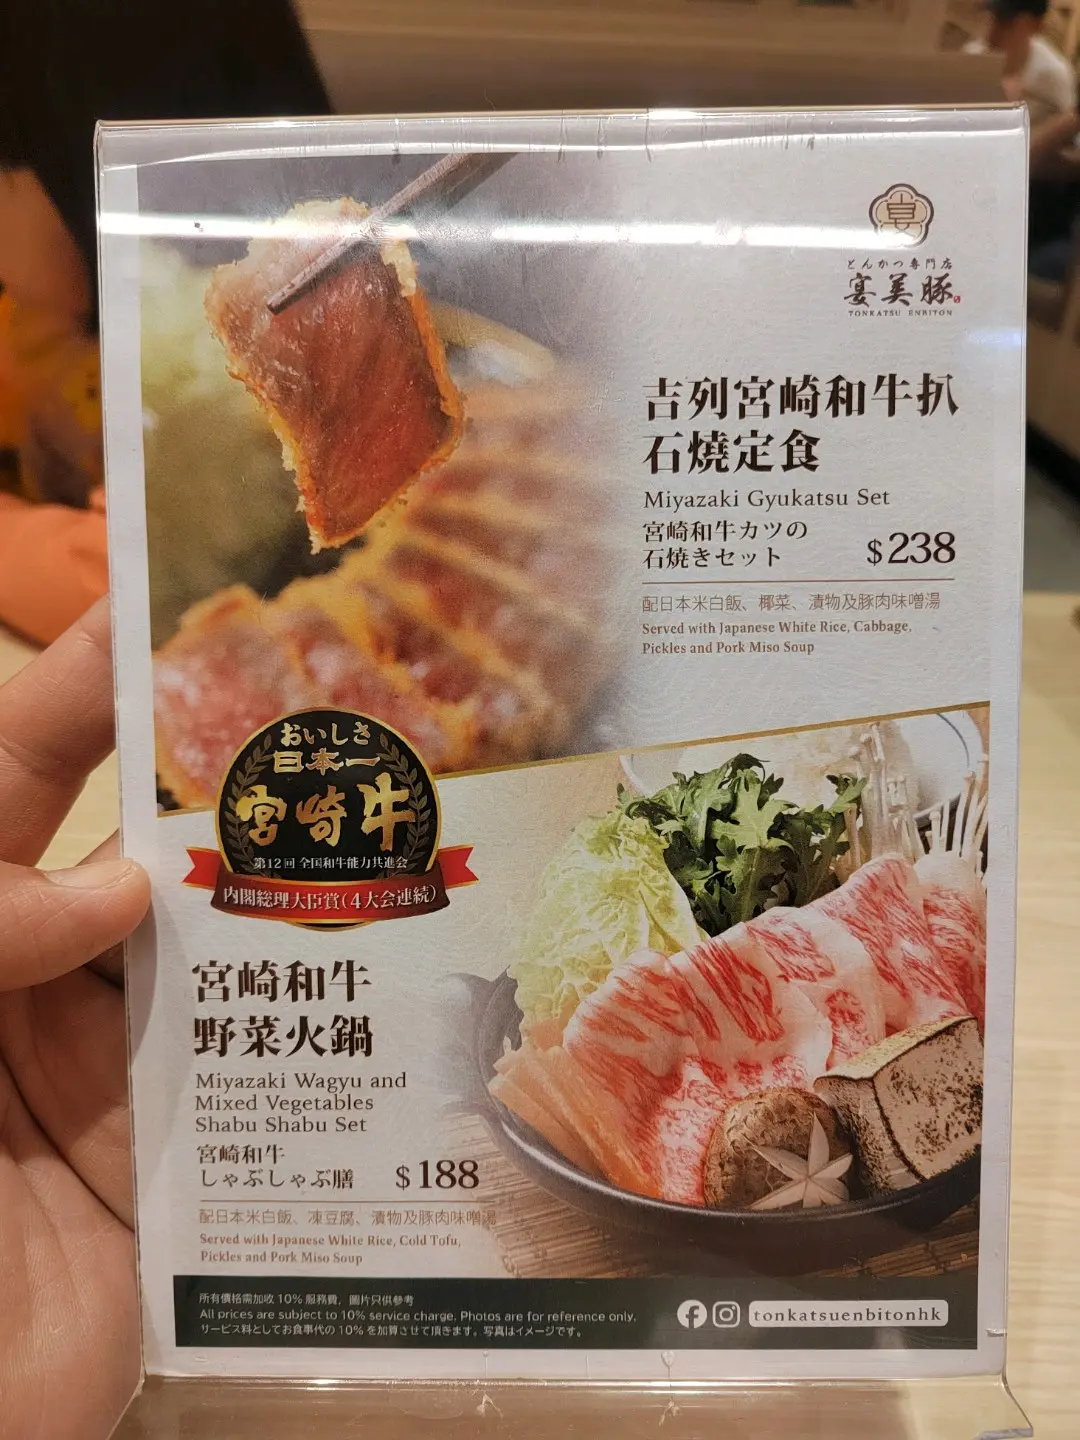 宴
とんかつ専門店
宴美豚
TONKATSU ENBITON
吉列宮崎和牛扒
石燒定食
Miyazaki Gyukatsu Set
宮崎和牛カツの
石焼きセット
$238
配日本米白飯、椰菜、漬物及豚肉味噌湯
Served with Japanese White Rice, Cabbage,
Pickles and Pork Miso Soup
おいしさ
日本一
宮崎牛
第12回 全国和牛能力共進会
内閣総理大臣賞(4大会連続)
宮崎和牛
野菜火鍋
Miyazaki Wagyu and
Mixed Vegetables
Shabu Shabu Set
宮崎和牛
しゃぶしゃぶ膳
$188
配日本米白飯、凍豆腐、漬物及豚肉味噌湯
Served with Japanese White Rice, Cold Tofu,
Pickles and Pork Miso Soup
所有價格需加收 10% 服務費，圖片只供參考
All prices are subject to 10% service charge. Photos are for reference only.
サービス料としてお食事代の 10% を加算させて頂きます。写真はイメージです。
tonkatsuenbitonhk